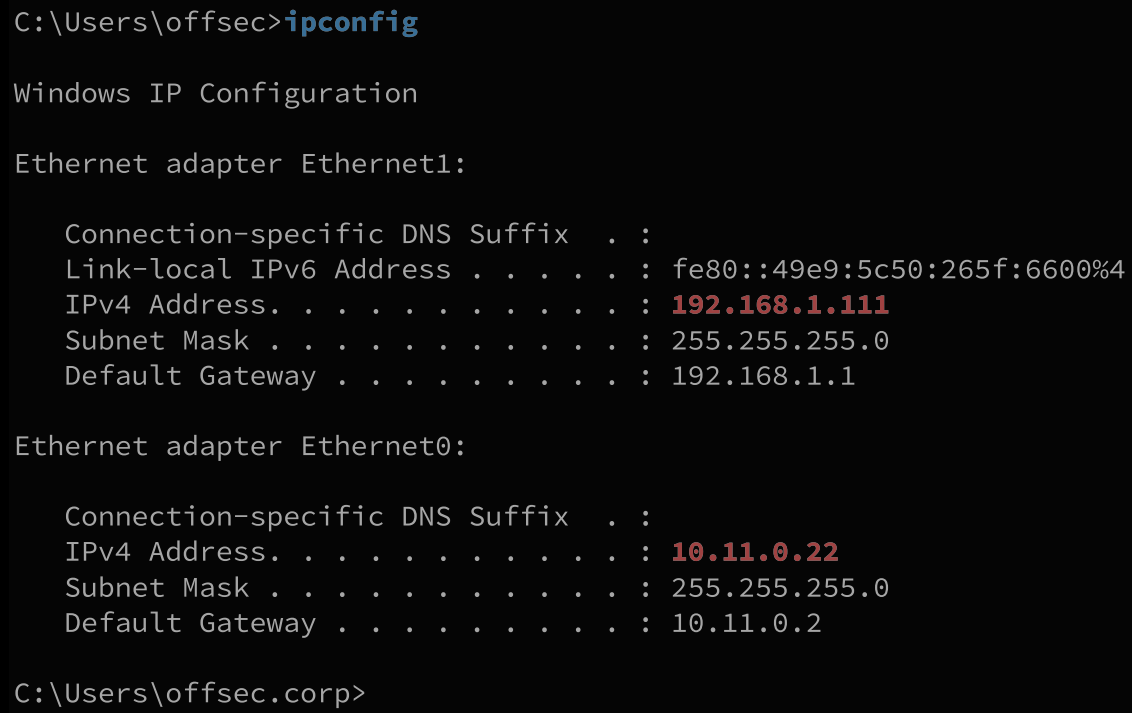 C:\Users\offsec>ipconfig
Windows IP Configuration
Ethernet adapter Ethernet1:
Connection-specific DNS Suffix  . :
Link-local IPv6 Address . . . . . : fe80::49e9:5c50:265f:6600%4
IPv4 Address. . . . . . . . . . . : 192.168.1.111
Subnet Mask . . . . . . . . . . . : 255.255.255.0
Default Gateway . . . . . . . . . : 192.168.1.1
Ethernet adapter Ethernet0:
Connection-specific DNS Suffix  . :
IPv4 Address. . . . . . . . . . . : 10.11.0.22
Subnet Mask . . . . . . . . . . . : 255.255.255.0
Default Gateway . . . . . . . . . : 10.11.0.2
C:\Users\offsec.corp>